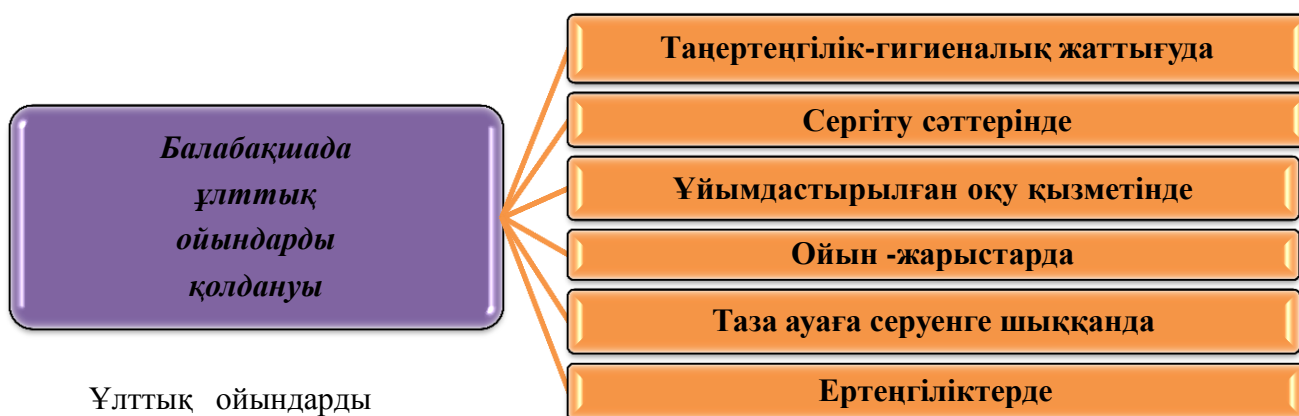 Балабақшада
ұлттық
ойындарды
қолдануы
Таңертеңгілік-гигиеналық жаттығуда
Сергіту сәттерінде
Ұйымдастырылған оқу қызметінде
Ойын -жарыстарда
Таза ауаға серуенге шыққанда
Ертеңгіліктерде
Ұлттық ойындарды